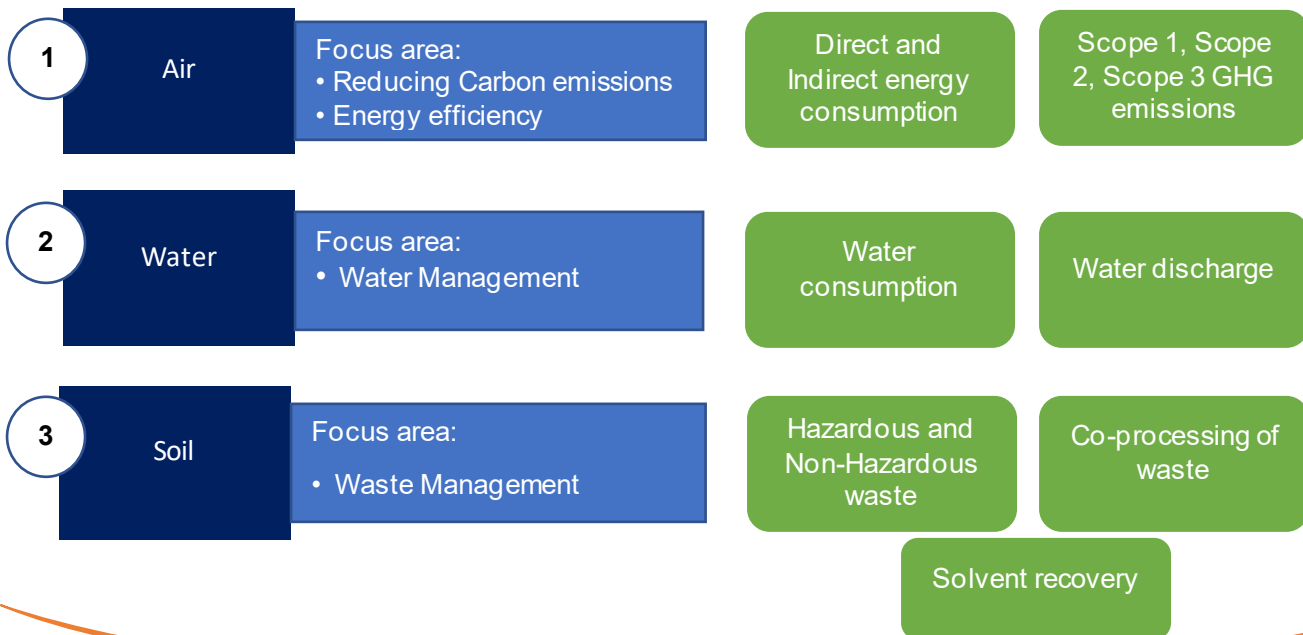 1
Air
Focus area:
• Reducing Carbon emissions
• Energy efficiency
Direct and
Indirect energy
consumption
Scope 1, Scope
2, Scope 3 GHG
emissions
2
Water
Focus area:
• Water Management
Water
consumption
Water discharge
3
Soil
Focus area:
• Waste Management
Hazardous and
Non-Hazardous
waste
Co-processing of
waste
Solvent recovery